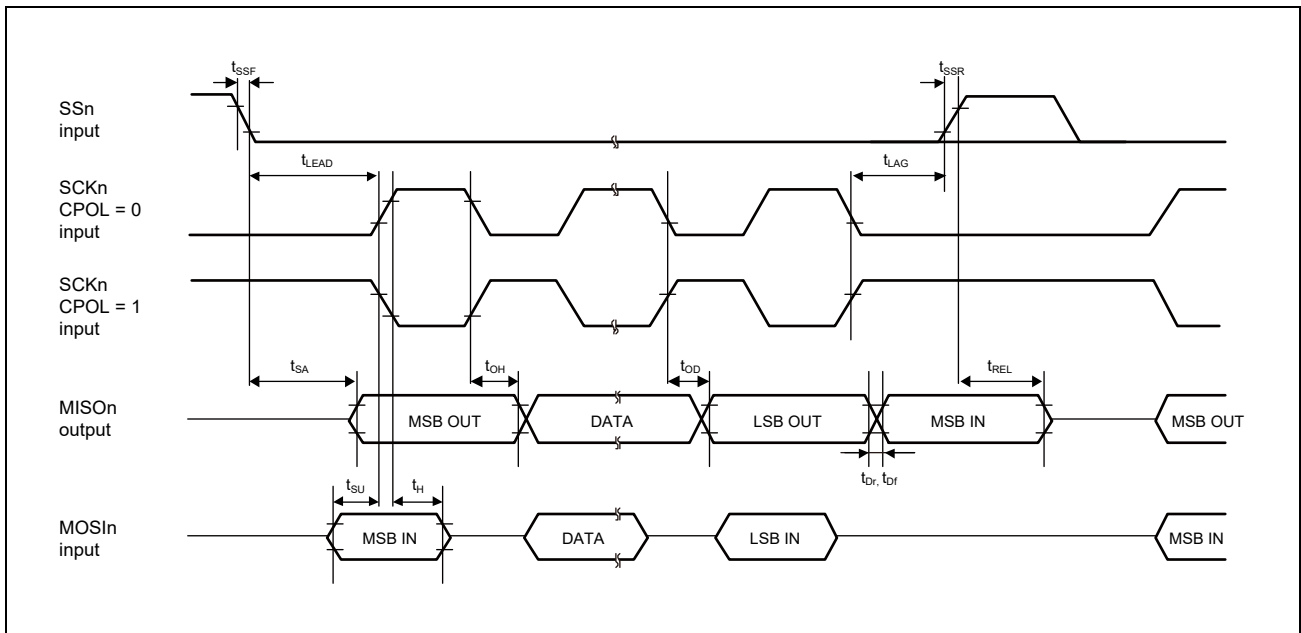 tSSF
tSSR
SSn
input
tLEAD
tLAG
SCKn
CPOL = 0
input
SCKn
CPOL = 1
input
tSA
tOH
tOD
tREL
MISOn
output
MSB OUT
DATA
LSB OUT
MSB IN
MSB OUT
tDr, tDf
tSU
tH
MOSIn
input
MSB IN
DATA
LSB IN
MSB IN